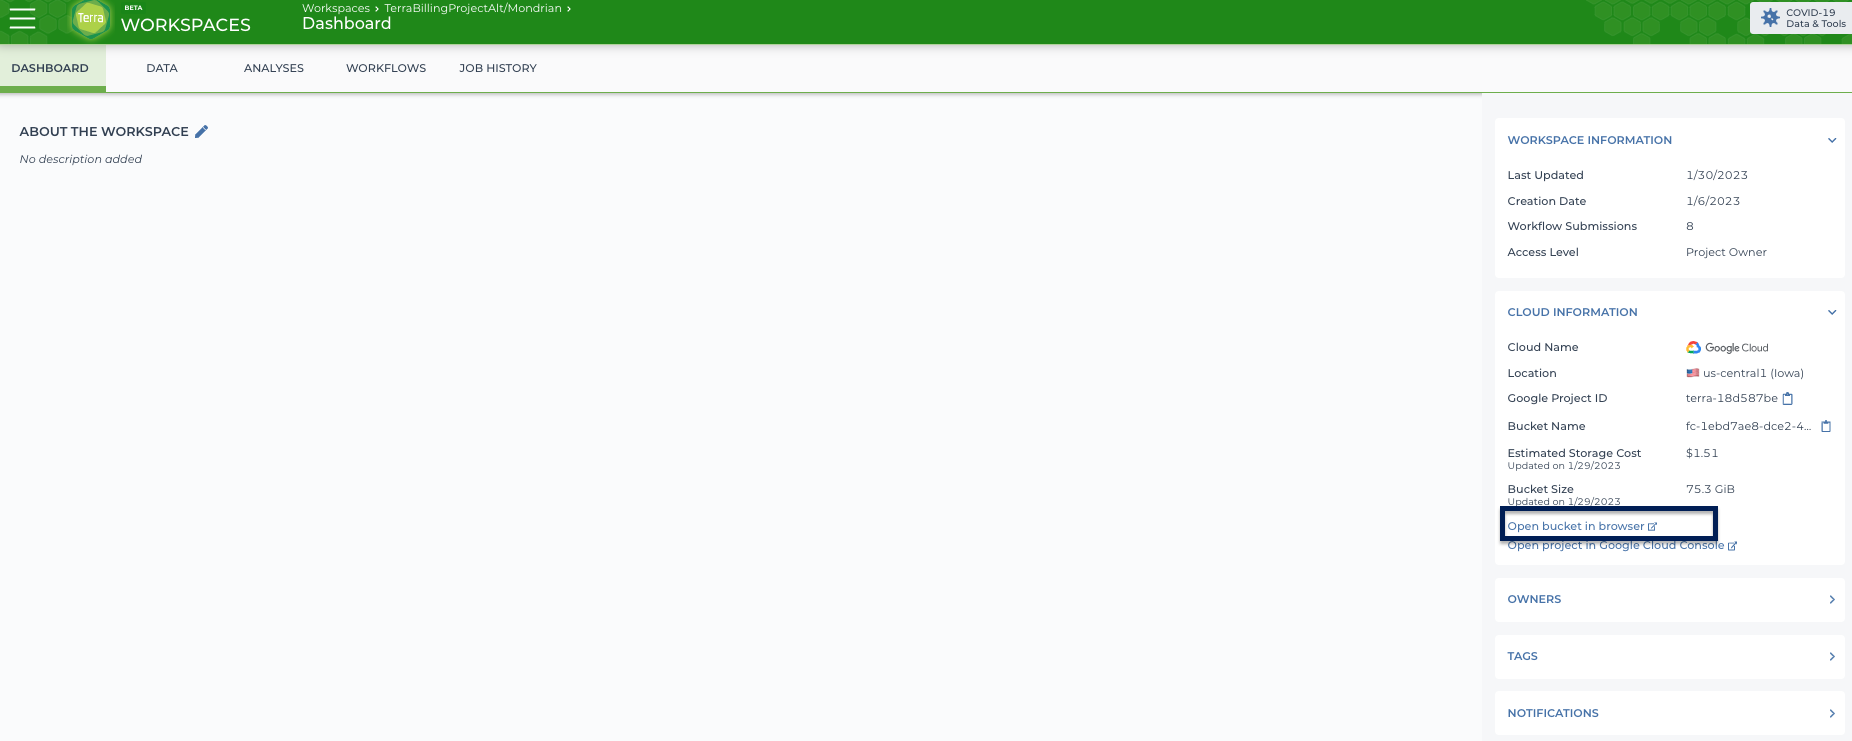 Terra
BETA
WORKSPACES
Workspaces › TerraBillingProjectAlt/Mondrian ›
Dashboard
COVID-19
Data & Tools
DASHBOARD
DATA
ANALYSES
WORKFLOWS
JOB HISTORY
ABOUT THE WORKSPACE
No description added
WORKSPACE INFORMATION
Last Updated 1/30/2023
Creation Date 1/6/2023
Workflow Submissions 8
Access Level Project Owner
CLOUD INFORMATION
Cloud Name Google Cloud
Location us-central1 (Iowa)
Google Project ID terra-18d587be
Bucket Name fc-1ebd7ae8-dce2-4...
Estimated Storage Cost $1.51
Updated on 1/29/2023
Bucket Size 75.3 GiB
Updated on 1/29/2023
Open bucket in browser
Open project in Google Cloud Console
OWNERS
TAGS
NOTIFICATIONS